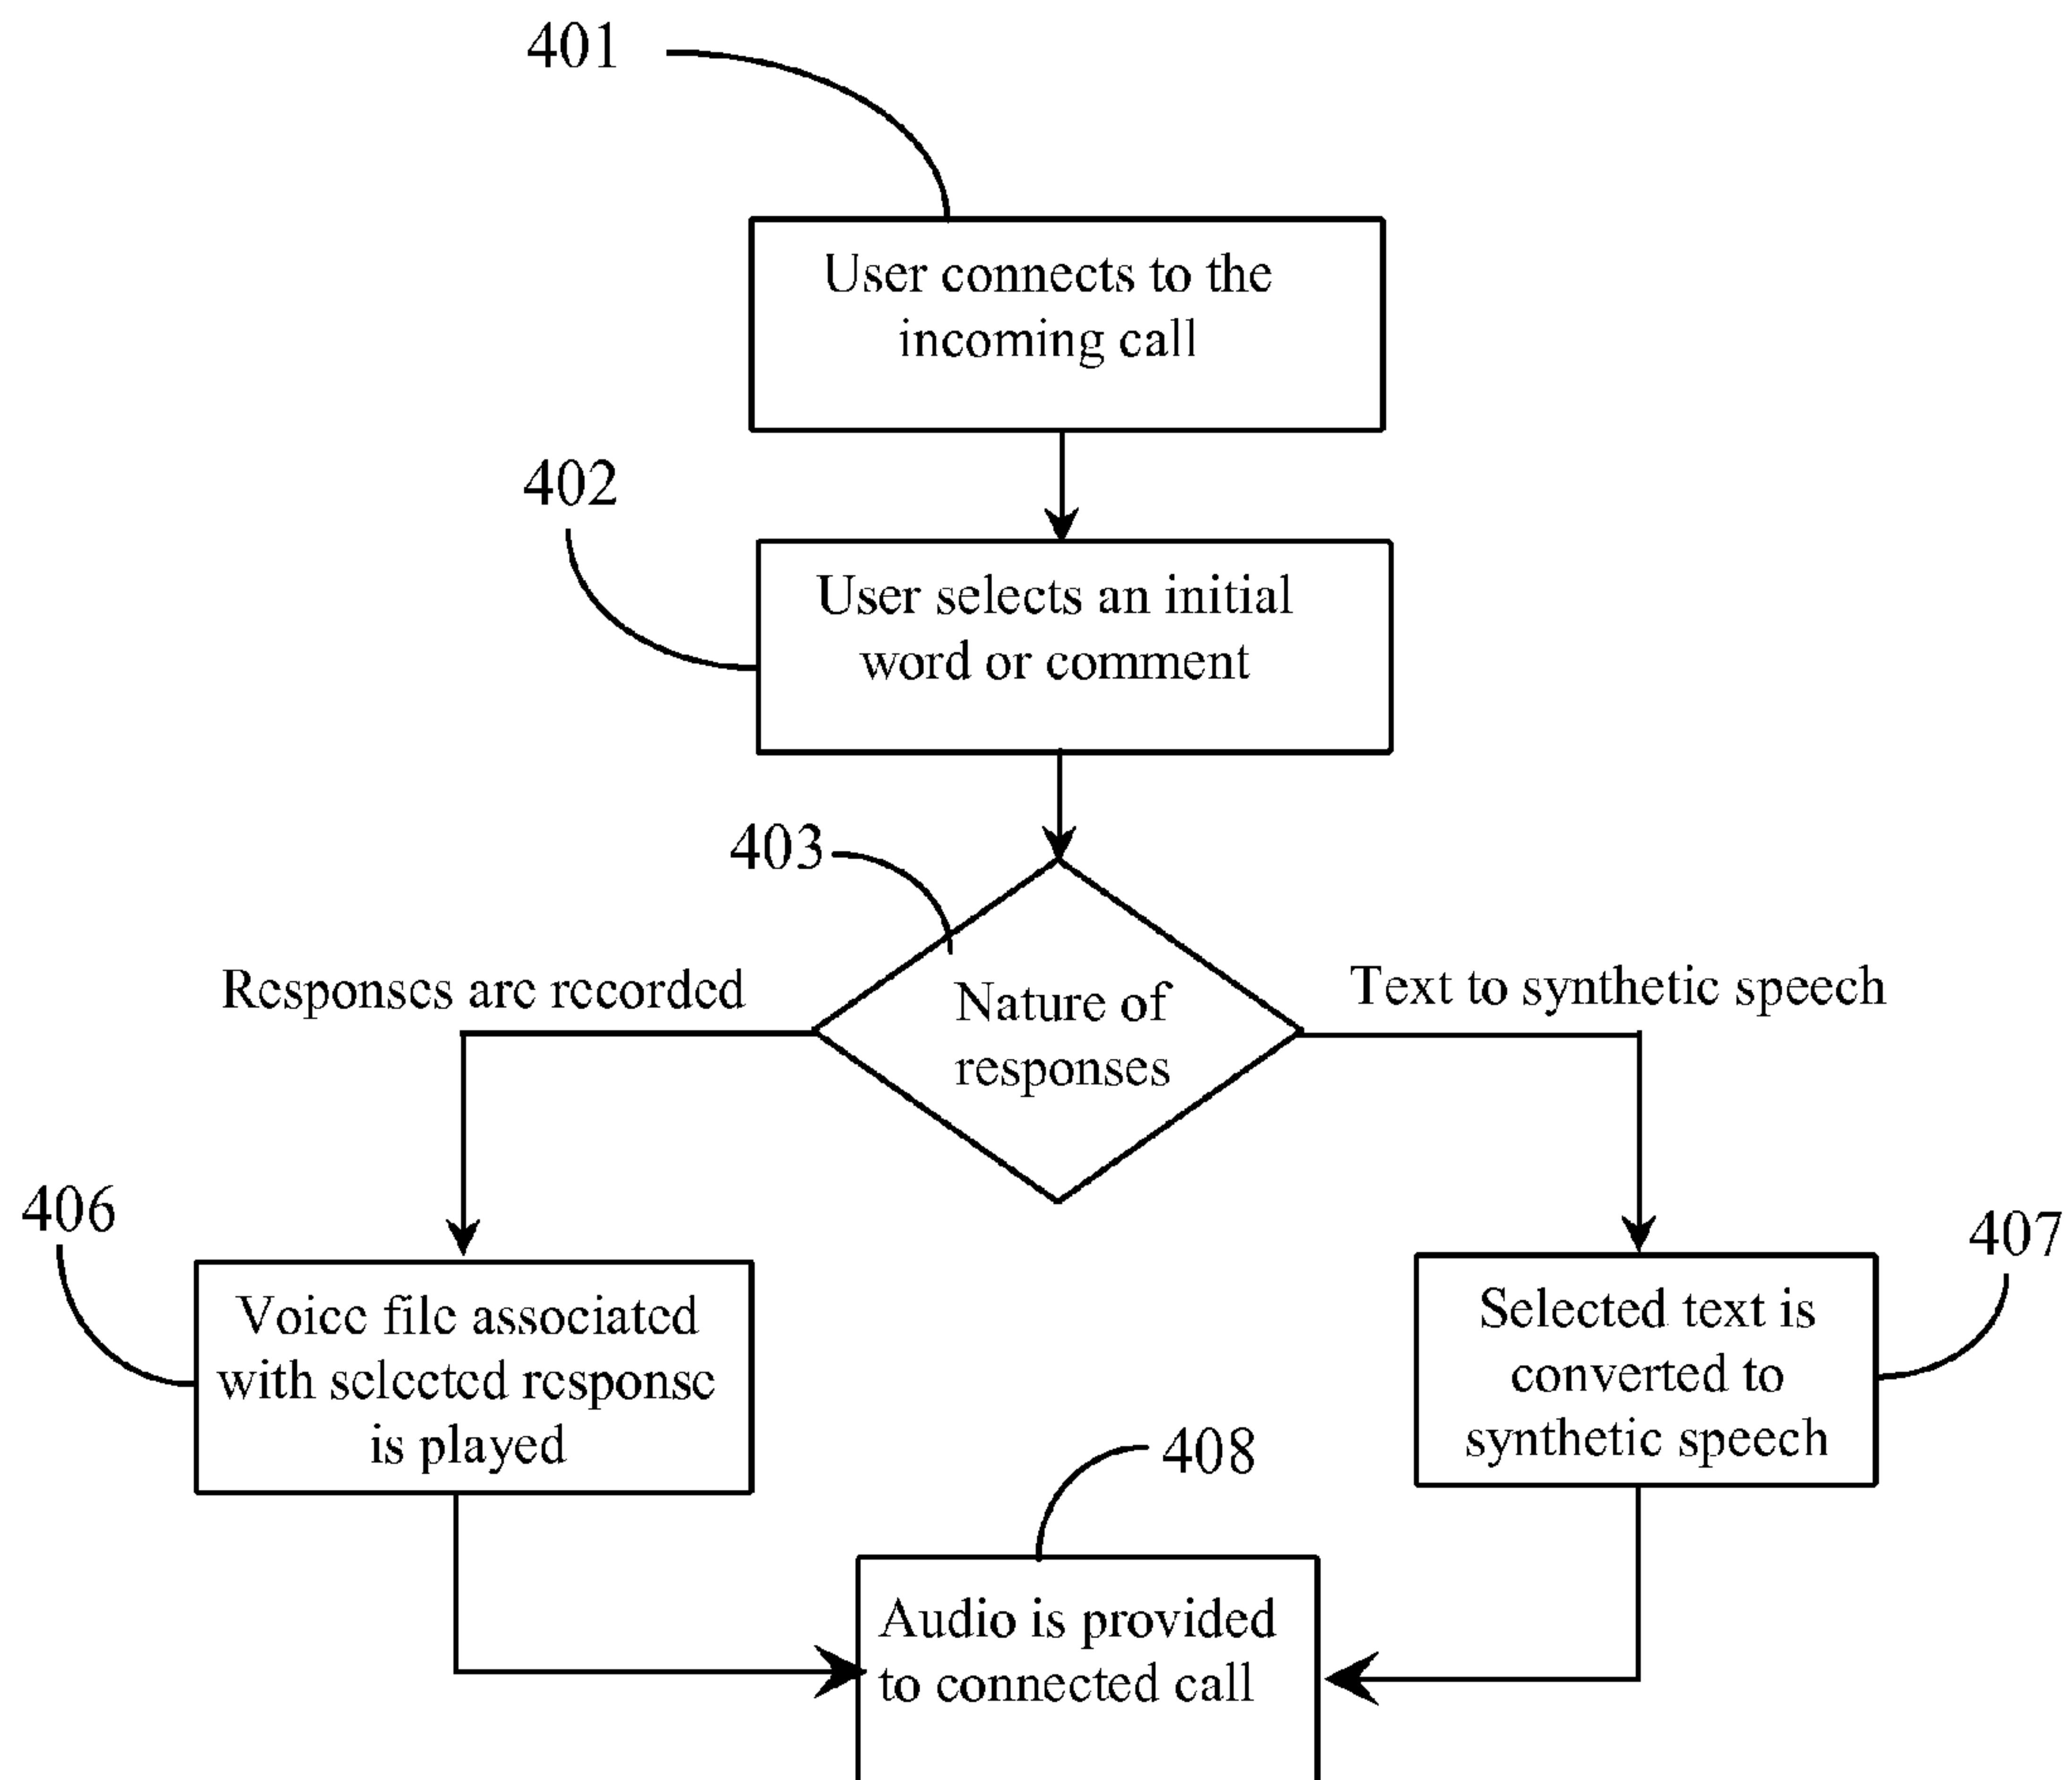 401
User connects to the
incoming call
402
User selects an initial
word or comment
403
Nature of
responses
Responses are recorded
Text to synthetic speech
406
Voice file associated
with selected response
is played
407
Selected text is
converted to
synthetic speech
408
Audio is provided
to connected call